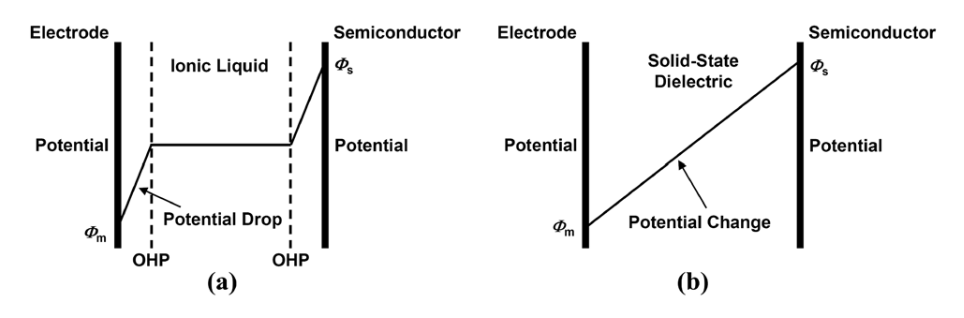 Electrode
Semiconductor
Ionic Liquid
Φs
Potential
Potential
Potential Drop
Φm
OHP
OHP
(a)
Electrode
Semiconductor
Solid-State
Dielectric
Φs
Potential
Potential
Potential Change
Φm
(b)